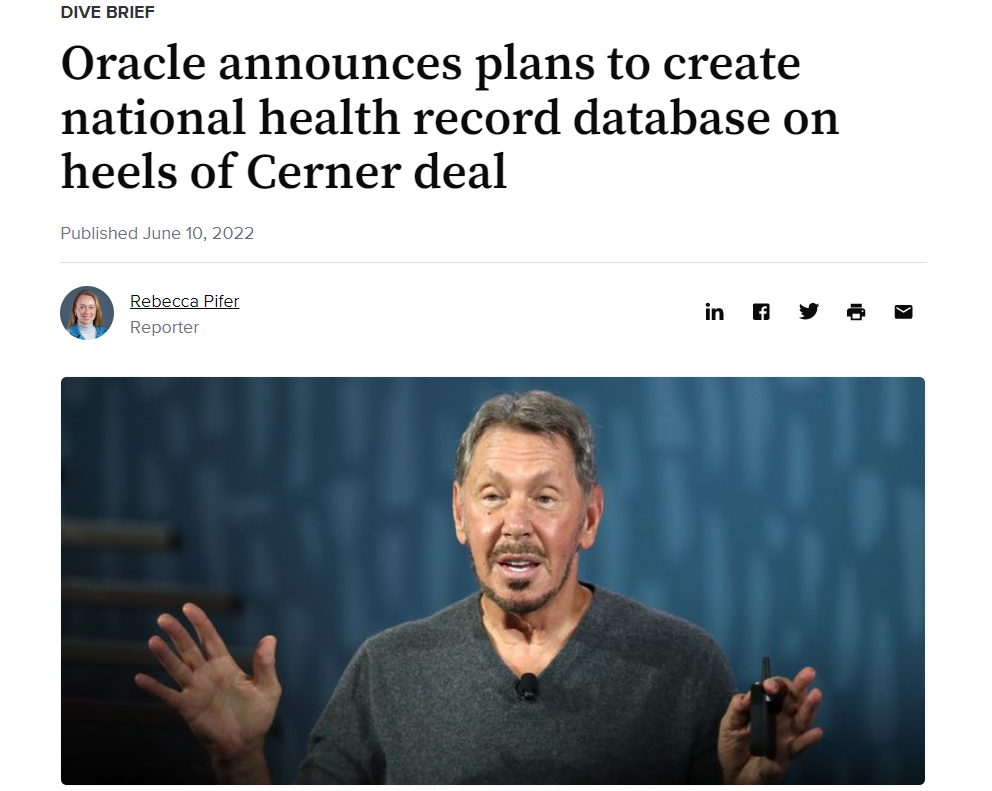 DIVE BRIEF
Oracle announces plans to create
national health record database on
heels of Cerner deal
Published June 10, 2022
Rebecca Pifer
Reporter
in